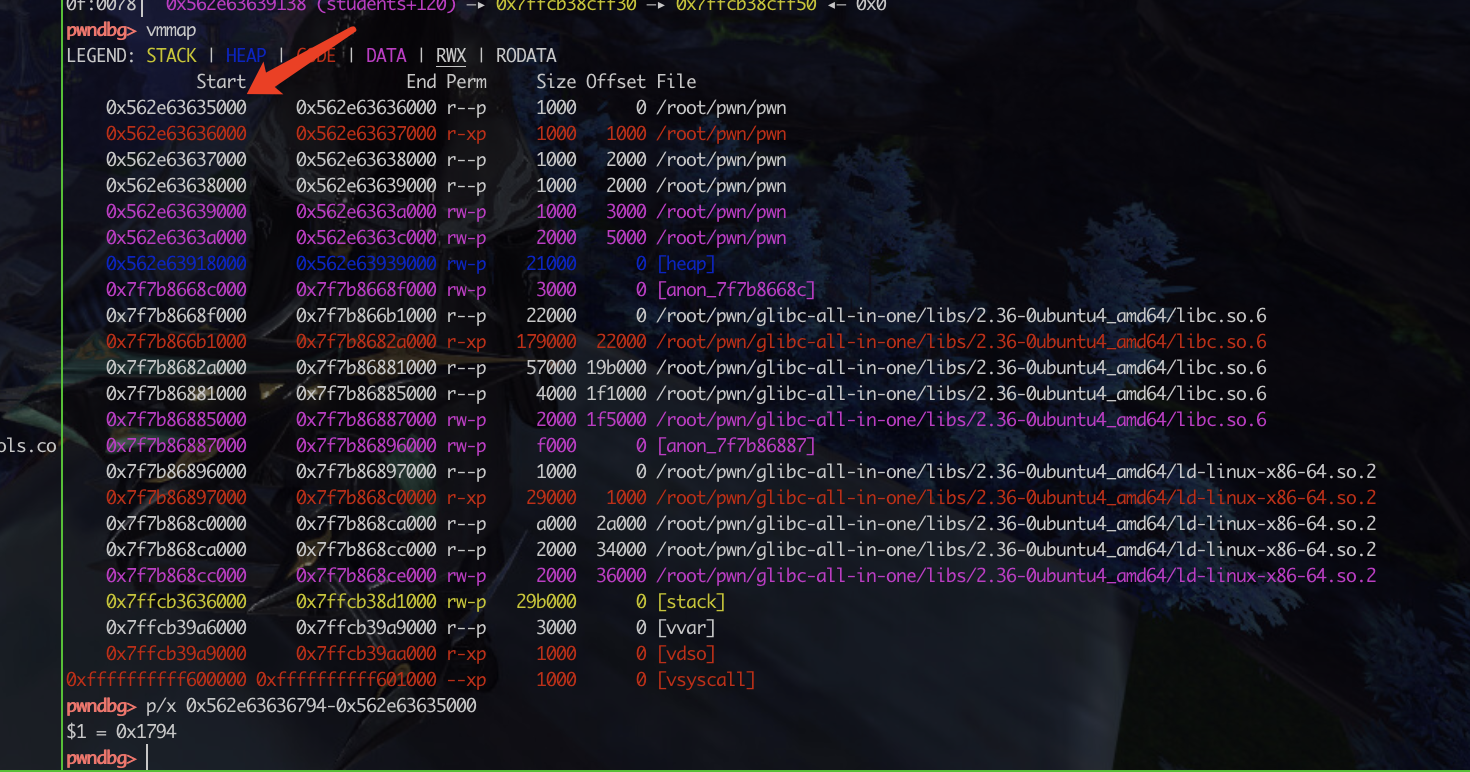 0f:0078│ 0x562e63639138 (students+120) —▸ 0x7ffcb38cff30 —▸ 0x7ffcb38cff50 ◂— 0x0
pwndbg> vmmap
LEGEND: STACK | HEAP | CODE | DATA | RWX | RODATA
Start End Perm Size Offset File
0x562e63635000 0x562e63636000 r--p 1000 0 /root/pwn/pwn
0x562e63636000 0x562e63637000 r-xp 1000 1000 /root/pwn/pwn
0x562e63637000 0x562e63638000 r--p 1000 2000 /root/pwn/pwn
0x562e63638000 0x562e63639000 r--p 1000 2000 /root/pwn/pwn
0x562e63639000 0x562e6363a000 rw-p 1000 3000 /root/pwn/pwn
0x562e6363a000 0x562e6363c000 rw-p 2000 5000 /root/pwn/pwn
0x562e63918000 0x562e63939000 rw-p 21000 0 [heap]
0x7f7b8668c000 0x7f7b8668f000 rw-p 3000 0 [anon_7f7b8668c]
0x7f7b8668f000 0x7f7b866b1000 r--p 22000 0 /root/pwn/glibc-all-in-one/libs/2.36-0ubuntu4_amd64/libc.so.6
0x7f7b866b1000 0x7f7b8682a000 r-xp 179000 22000 /root/pwn/glibc-all-in-one/libs/2.36-0ubuntu4_amd64/libc.so.6
0x7f7b8682a000 0x7f7b86881000 r--p 57000 19b000 /root/pwn/glibc-all-in-one/libs/2.36-0ubuntu4_amd64/libc.so.6
0x7f7b86881000 0x7f7b86885000 r--p 4000 1f1000 /root/pwn/glibc-all-in-one/libs/2.36-0ubuntu4_amd64/libc.so.6
0x7f7b86885000 0x7f7b86887000 rw-p 2000 1f5000 /root/pwn/glibc-all-in-one/libs/2.36-0ubuntu4_amd64/libc.so.6
ols.co
0x7f7b86887000 0x7f7b86896000 rw-p f000 0 [anon_7f7b86887]
0x7f7b86896000 0x7f7b86897000 r--p 1000 0 /root/pwn/glibc-all-in-one/libs/2.36-0ubuntu4_amd64/ld-linux-x86-64.so.2
0x7f7b86897000 0x7f7b868c0000 r-xp 29000 1000 /root/pwn/glibc-all-in-one/libs/2.36-0ubuntu4_amd64/ld-linux-x86-64.so.2
0x7f7b868c0000 0x7f7b868ca000 r--p a000 2a000 /root/pwn/glibc-all-in-one/libs/2.36-0ubuntu4_amd64/ld-linux-x86-64.so.2
0x7f7b868ca000 0x7f7b868cc000 r--p 2000 34000 /root/pwn/glibc-all-in-one/libs/2.36-0ubuntu4_amd64/ld-linux-x86-64.so.2
0x7f7b868cc000 0x7f7b868ce000 rw-p 2000 36000 /root/pwn/glibc-all-in-one/libs/2.36-0ubuntu4_amd64/ld-linux-x86-64.so.2
0x7ffcb3636000 0x7ffcb38d1000 rw-p 29b000 0 [stack]
0x7ffcb39a6000 0x7ffcb39a9000 r--p 3000 0 [vvar]
0x7ffcb39a9000 0x7ffcb39aa000 r-xp 1000 0 [vdso]
0xffffffffff600000 0xffffffffff601000 --xp 1000 0 [vsyscall]
pwndbg> p/x 0x562e63636794-0x562e63635000
$1 = 0x1794
pwndbg>